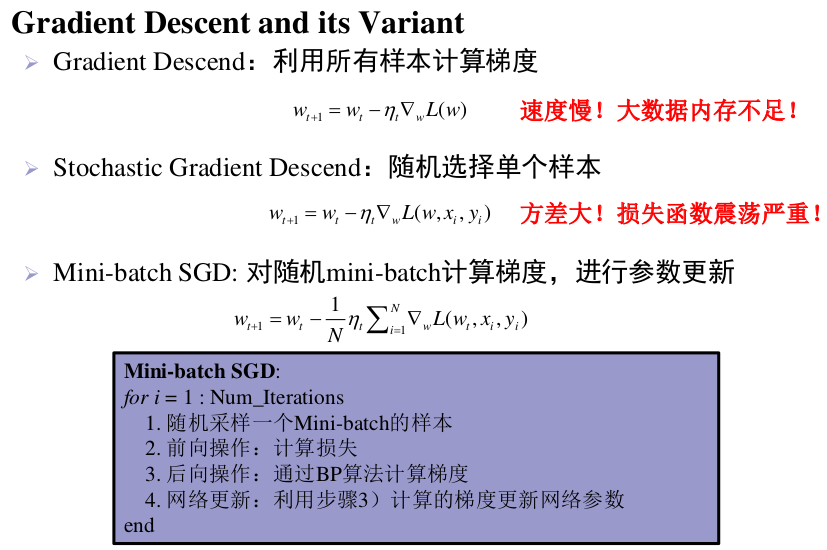 Gradient Descent and its Variant
➢ Gradient Descend：利用所有样本计算梯度
$w_{t+1} = w_t - \eta_t \nabla_w L(w)$ 速度慢！大数据内存不足！
➢ Stochastic Gradient Descend：随机选择单个样本
$w_{t+1} = w_t - \eta_t \nabla_w L(w, x_i, y_i)$ 方差大！损失函数震荡严重！
➢ Mini-batch SGD: 对随机mini-batch计算梯度，进行参数更新
$w_{t+1} = w_t - \frac{1}{N} \eta_t \sum_{i=1}^{N} \nabla_w L(w_t, x_i, y_i)$
Mini-batch SGD:
for i = 1 : Num_Iterations
1. 随机采样一个Mini-batch的样本
2. 前向操作：计算损失
3. 后向操作：通过BP算法计算梯度
4. 网络更新：利用步骤3）计算的梯度更新网络参数
end